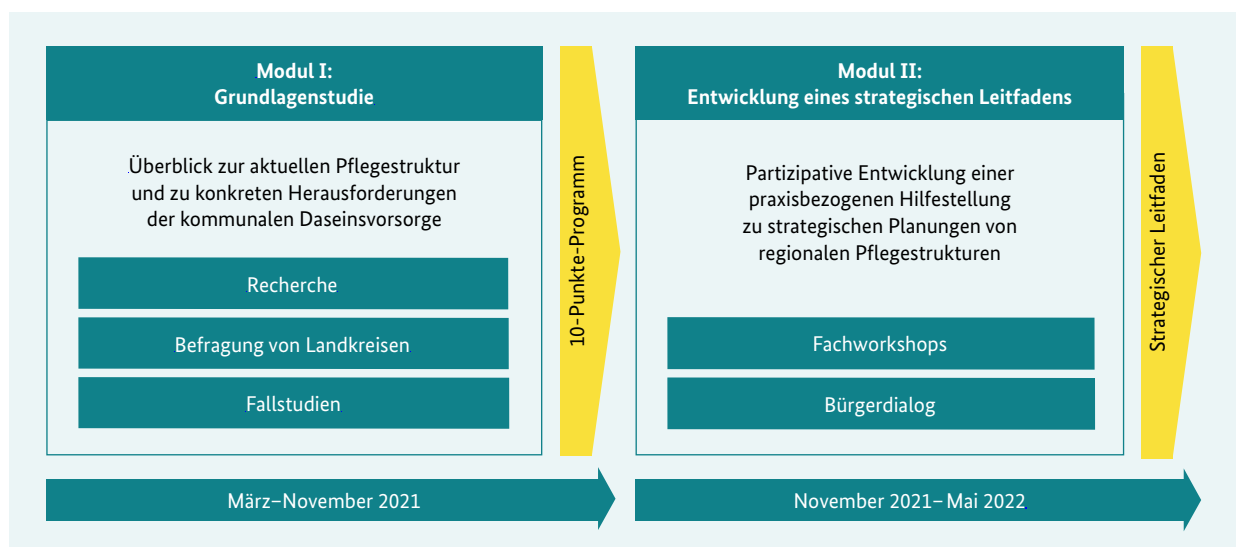 Modul I:
Grundlagenstudie
Überblick zur aktuellen Pflegestruktur
und zu konkreten Herausforderungen
der kommunalen Daseinsvorsorge
Recherche
Befragung von Landkreisen
Fallstudien
10-Punkte-Programm
März–November 2021
Modul II:
Entwicklung eines strategischen Leitfadens
Partizipative Entwicklung einer
praxisbezogenen Hilfestellung
zu strategischen Planungen von
regionalen Pflegestrukturen
Fachworkshops
Bürgerdialog
Strategischer Leitfaden
November 2021–Mai 2022